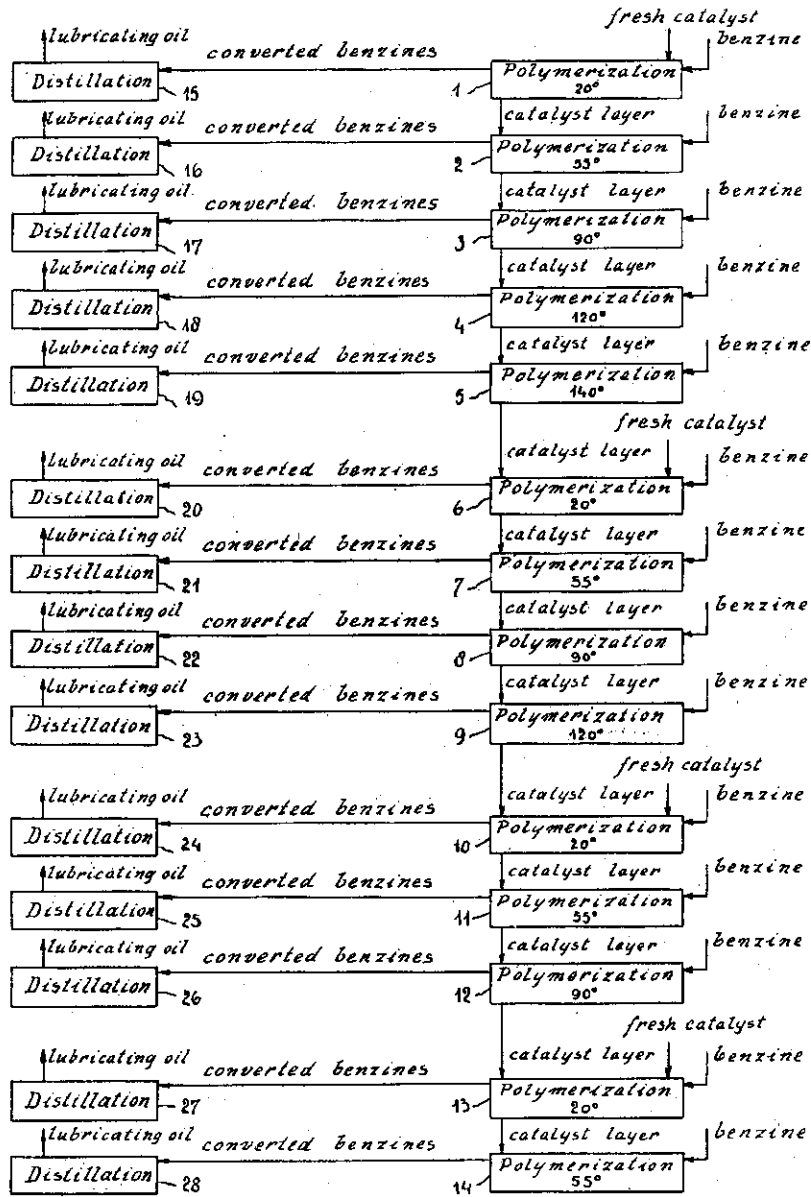 fresh catalyst
lubricating oil converted benzines benzine
Distillation 15 1 Polymerization 20°
catalyst layer
lubricating oil converted benzines benzine
Distillation 16 2 Polymerization 55°
catalyst layer
lubricating oil converted benzines benzine
Distillation 17 3 Polymerization 90°
catalyst layer
lubricating oil converted benzines benzine
Distillation 18 4 Polymerization 120°
catalyst layer
lubricating oil converted benzines benzine
Distillation 19 5 Polymerization 140°
fresh catalyst
catalyst layer
lubricating oil converted benzines benzine
Distillation 20 6 Polymerization 20°
catalyst layer
lubricating oil converted benzines benzine
Distillation 21 7 Polymerization 55°
catalyst layer
lubricating oil converted benzines benzine
Distillation 22 8 Polymerization 90°
catalyst layer
lubricating oil converted benzines benzine
Distillation 23 9 Polymerization 120°
fresh catalyst
catalyst layer
lubricating oil converted benzines benzine
Distillation 24 10 Polymerization 20°
catalyst layer
lubricating oil converted benzines benzine
Distillation 25 11 Polymerization 55°
catalyst layer
lubricating oil converted benzines benzine
Distillation 26 12 Polymerization 90°
fresh catalyst
catalyst layer
lubricating oil converted benzines benzine
Distillation 27 13 Polymerization 20°
catalyst layer
lubricating oil converted benzines benzine
Distillation 28 14 Polymerization 55°